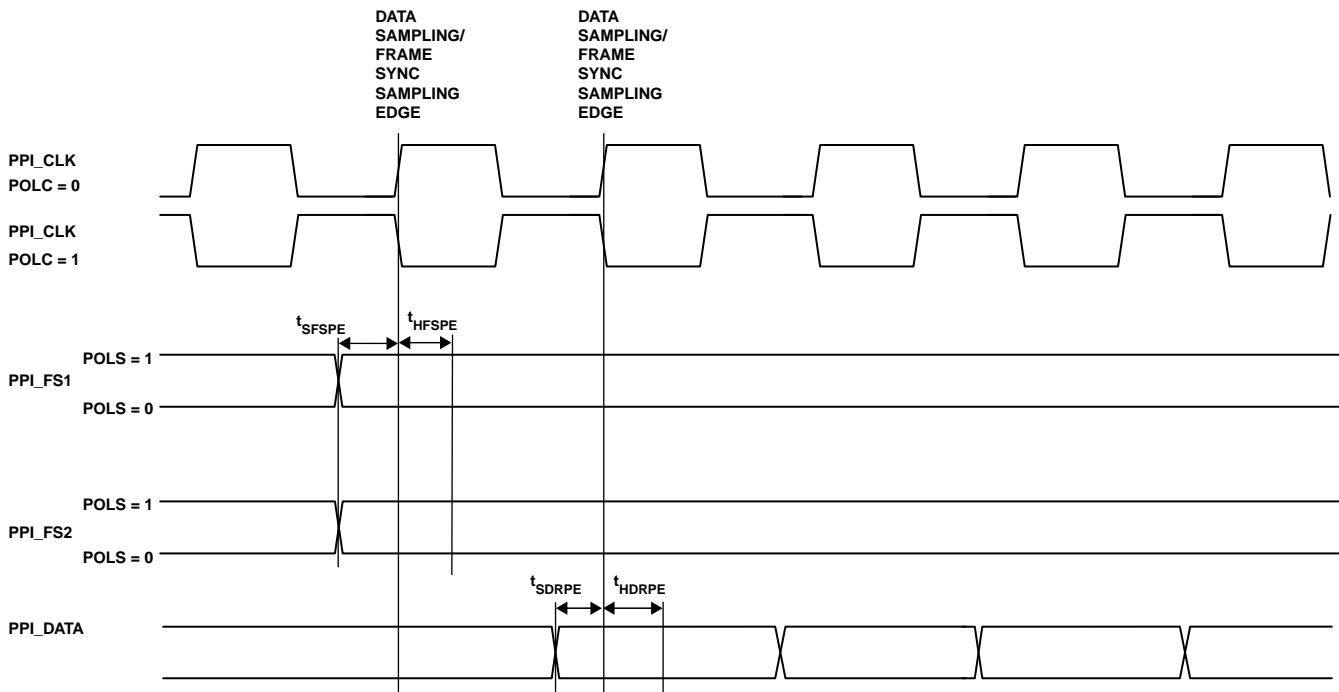 DATA
SAMPLING/
FRAME
SYNC
SAMPLING
EDGE
DATA
SAMPLING/
FRAME
SYNC
SAMPLING
EDGE
PPI_CLK
POLC = 0
PPI_CLK
POLC = 1
tSFSPE
tHFSPE
POLS = 1
PPI_FS1
POLS = 0
POLS = 1
PPI_FS2
POLS = 0
tSDRPE
tHDRPE
PPI_DATA